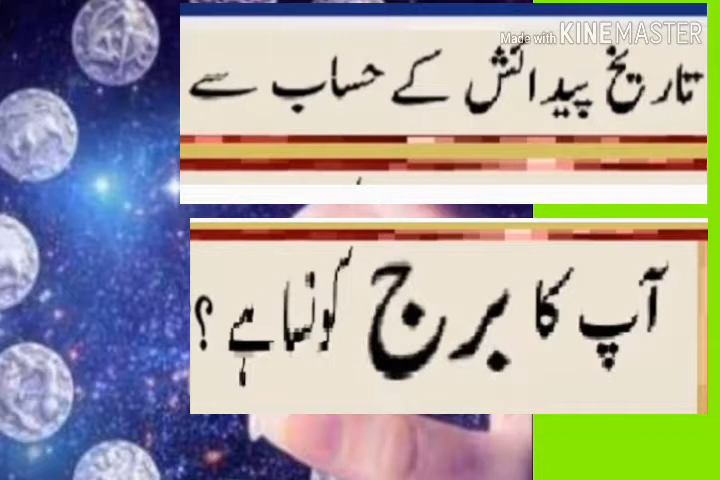 Made with KINEMASTER
تاریخ پیدائش کے حساب سے
آپ کا برج کونسا ہے ؟